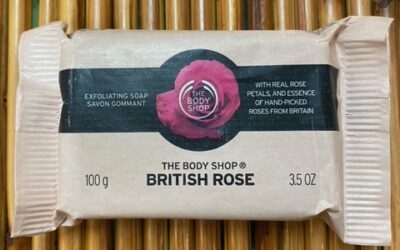 EXFOLIATING SOAP
SAVON GOMMANT
THE
BODY
SHOP
WITH REAL ROSE
PETALS, AND ESSENCE
OF HAND-PICKED
ROSES FROM BRITAIN
THE BODY SHOP®
100 g BRITISH ROSE 3.5 OZ